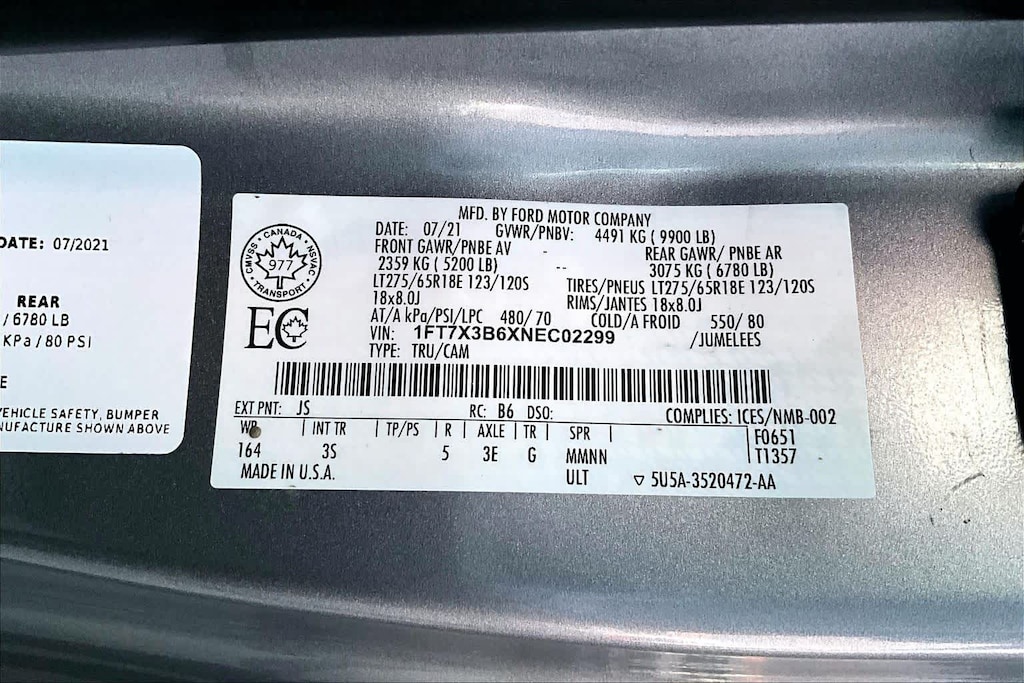 DATE: 07/2021
REAR
/ 6780 LB
KPa / 80 PSI
E
VEHICLE SAFETY, BUMPER
NUFACTURE SHOWN ABOVE
MFD. BY FORD MOTOR COMPANY
DATE: 07/21 GVWR/PNBV: 4491 KG ( 9900 LB)
FRONT GAWR/PNBE AV - REAR GAWR/ PNBE AR
2359 KG ( 5200 LB) -- 3075 KG ( 6780 LB)
LT275/65R18E 123/120S TIRES/PNEUS LT275/65R18E 123/120S
18x8.0J RIMS/JANTES 18x8.0J
AT/A kPa/PSI/LPC 480/ 70 COLD/A FROID 550/ 80
VIN: 1FT7X3B6XNEC02299 /JUMELEES
TYPE: TRU/CAM
CANADA
CMVSS NSVAC
977
TRANSPORT
EC
EXT PNT: JS RC: B6 DSO: COMPLIES: ICES/NMB-002
WB | INT TR | TP/PS | R | AXLE | TR | SPR | F0651
164 3S 5 3E G MMNN T1357
MADE IN U.S.A. ULT ▽ 5U5A-3520472-AA